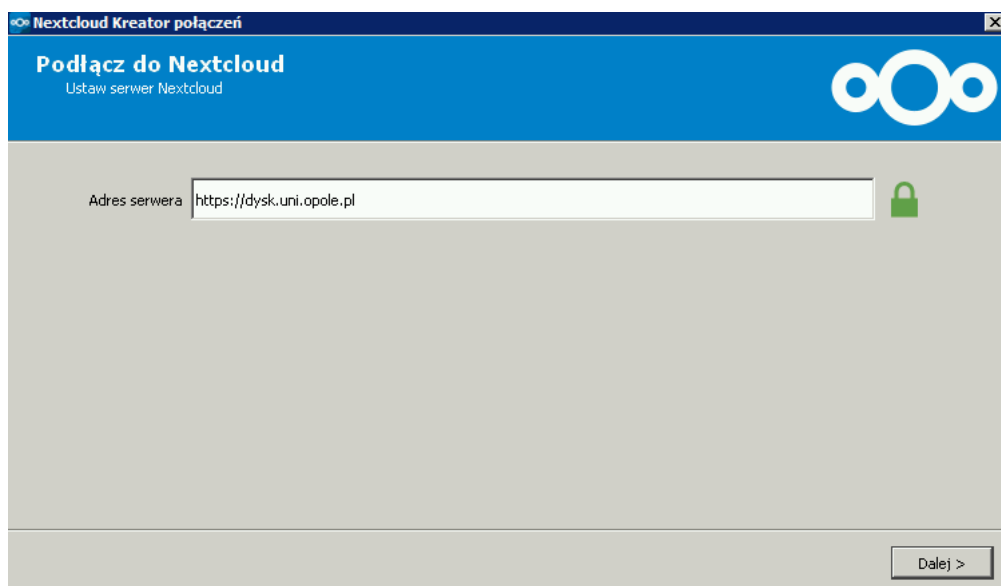 Nextcloud Kreator połączeń
Podłącz do Nextcloud
Ustaw serwer Nextcloud
Adres serwera https://dysk.uni.opole.pl
Dalej >